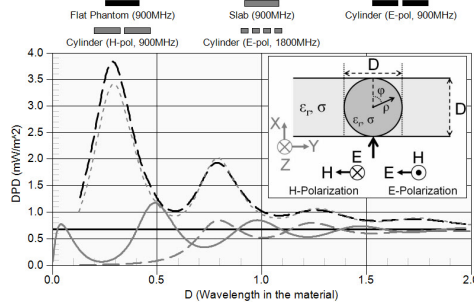 Flat Phantom (900MHz) Slab (900MHz) Cylinder (E-pol, 900MHz)
Cylinder (H-pol, 900MHz) Cylinder (E-pol, 1800MHz)
4.0
3.5
3.0
2.5
2.0
1.5
1.0
0.5
0.0
DPD (mW/m^2)
0.0 0.5 1.0 1.5 2.0
D (Wavelength in the material)
D
D
εr, σ
εr, σ
φ
ρ
X
Y
Z
E
H
H-Polarization
H
E
E-Polarization